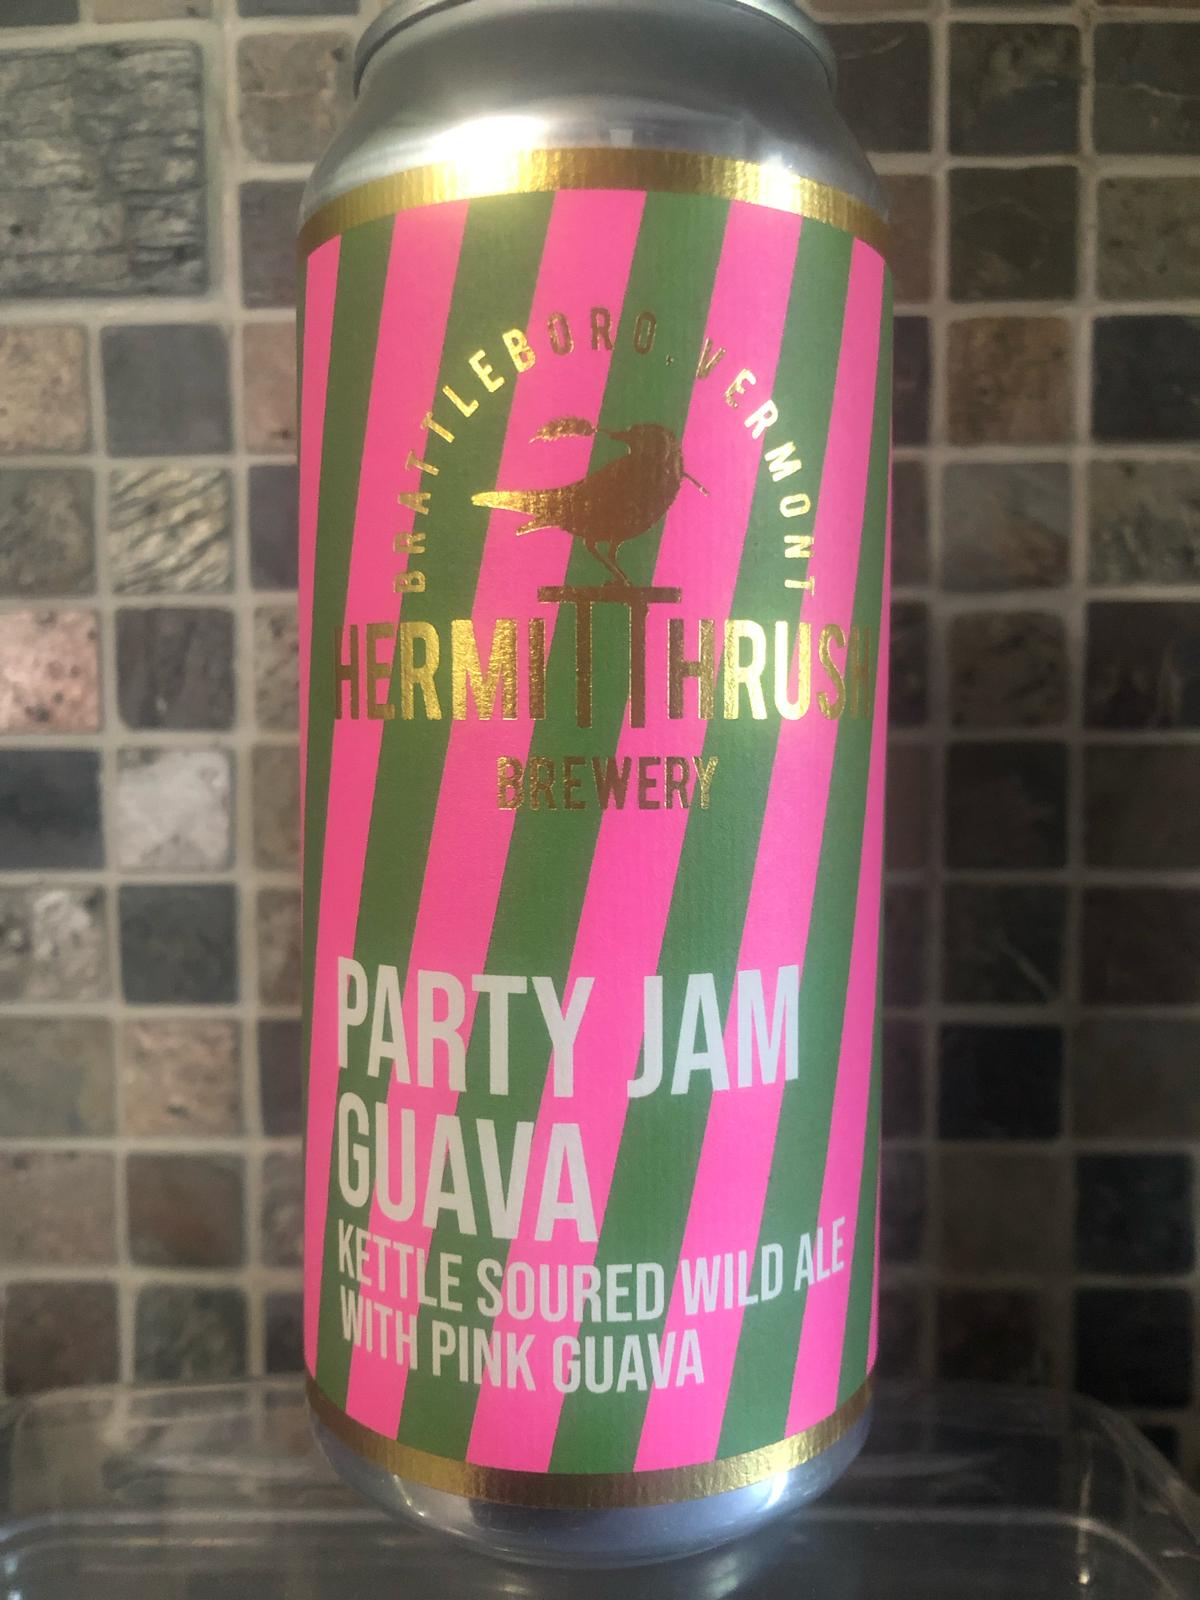 BRATTLEBORO, VERMONT
HERMIT THRUSH
BREWERY
PARTY JAM
GUAVA
KETTLE SOURED WILD ALE
WITH PINK GUAVA